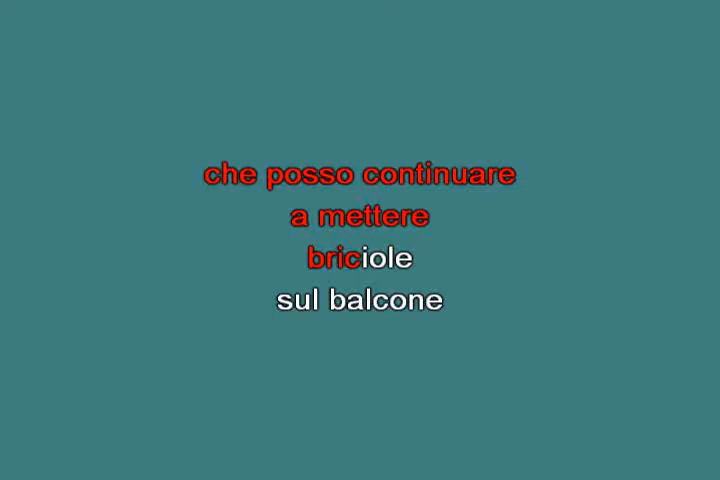 che posso continuare
a mettere
briciole
sul balcone